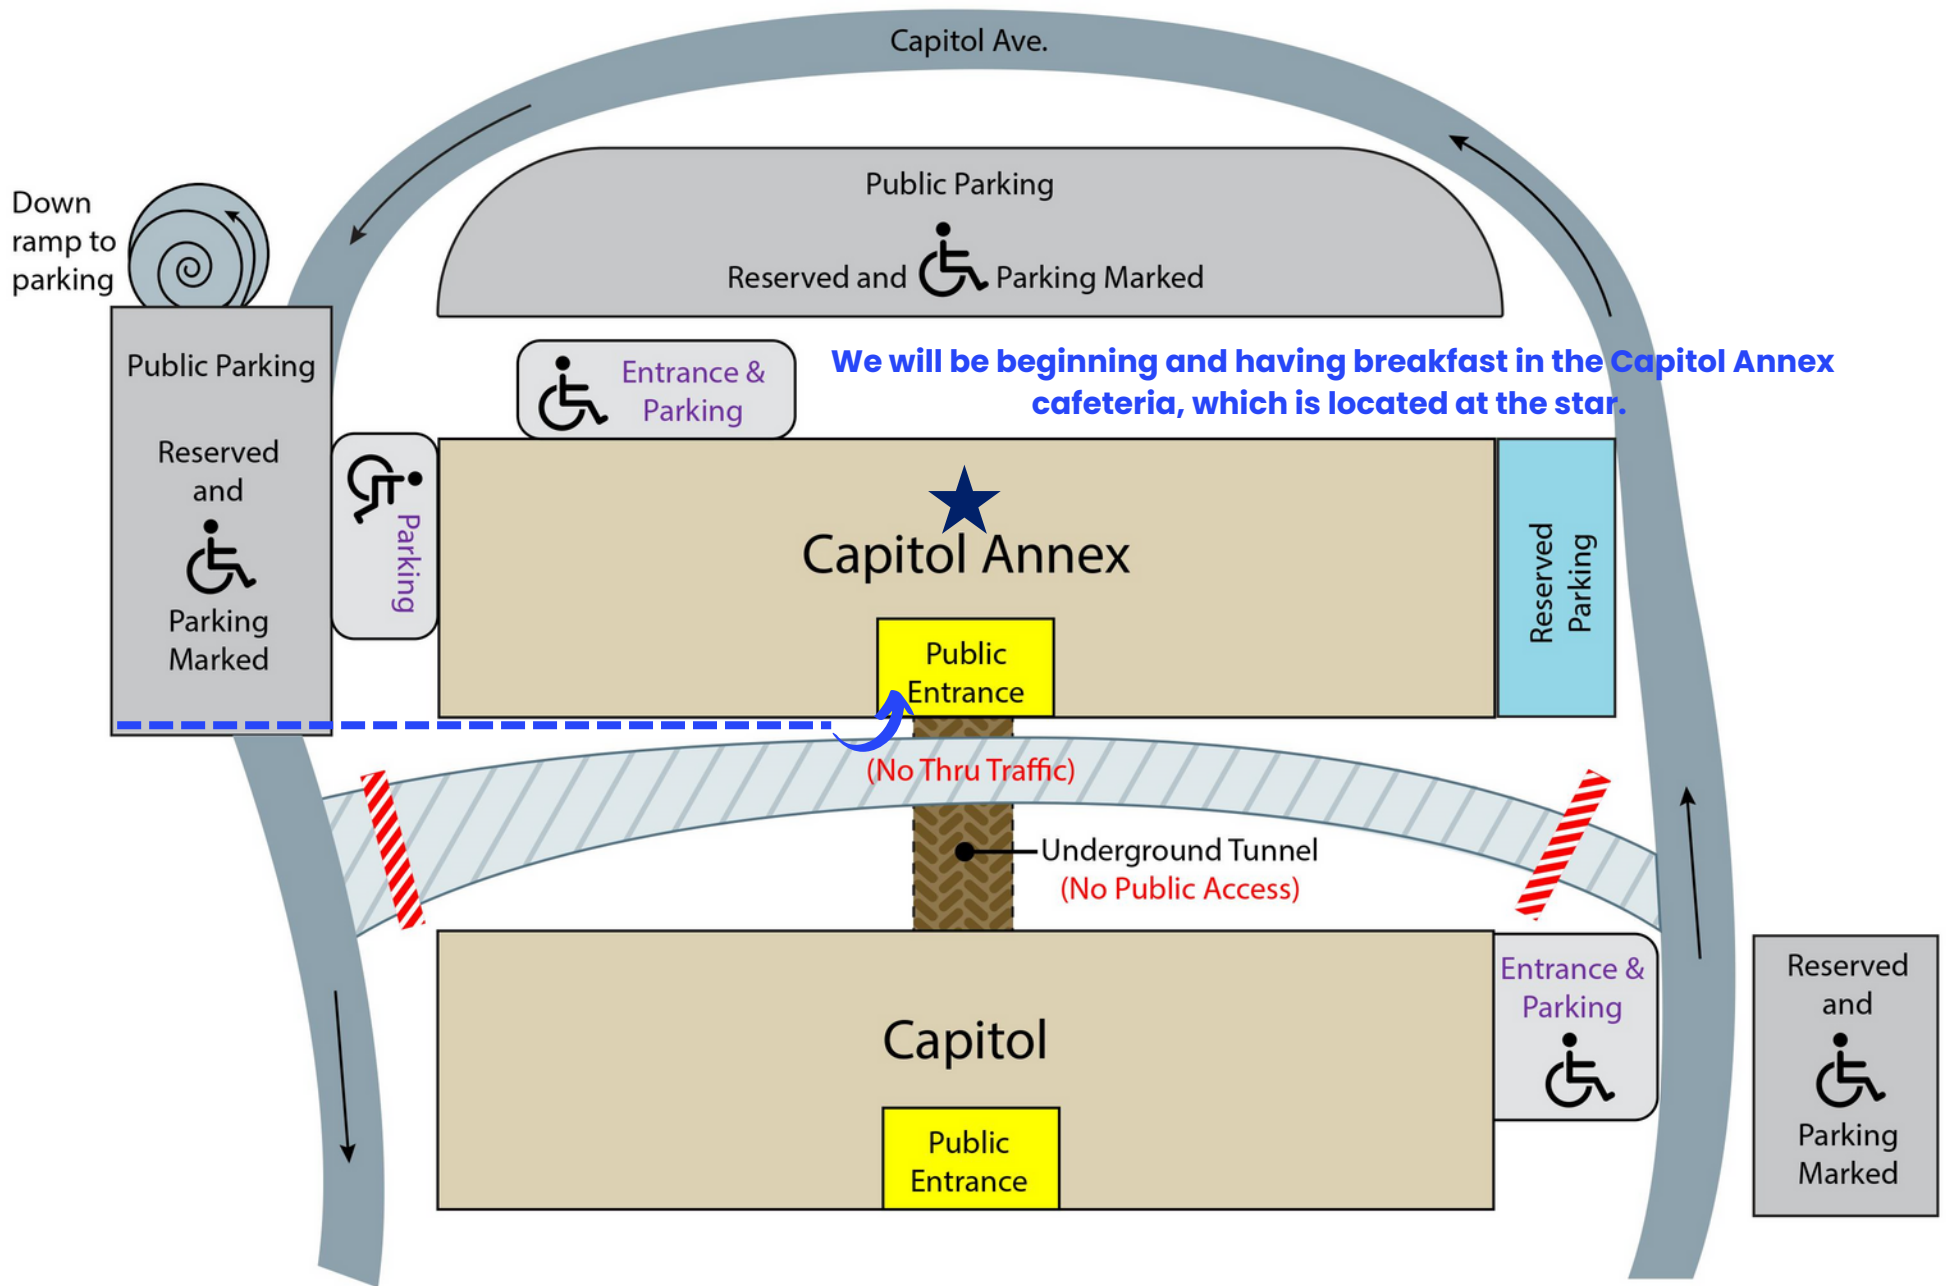 Capitol Ave.
Public Parking
Reserved and Parking Marked
Down
ramp to
parking
Public Parking
Reserved
and
Parking
Marked
Entrance &
Parking
We will be beginning and having breakfast in the Capitol Annex
cafeteria, which is located at the star.
Parking
Capitol Annex
Reserved
Parking
Public
Entrance
(No Thru Traffic)
Underground Tunnel
(No Public Access)
Capitol
Entrance &
Parking
Public
Entrance
Reserved
and
Parking
Marked